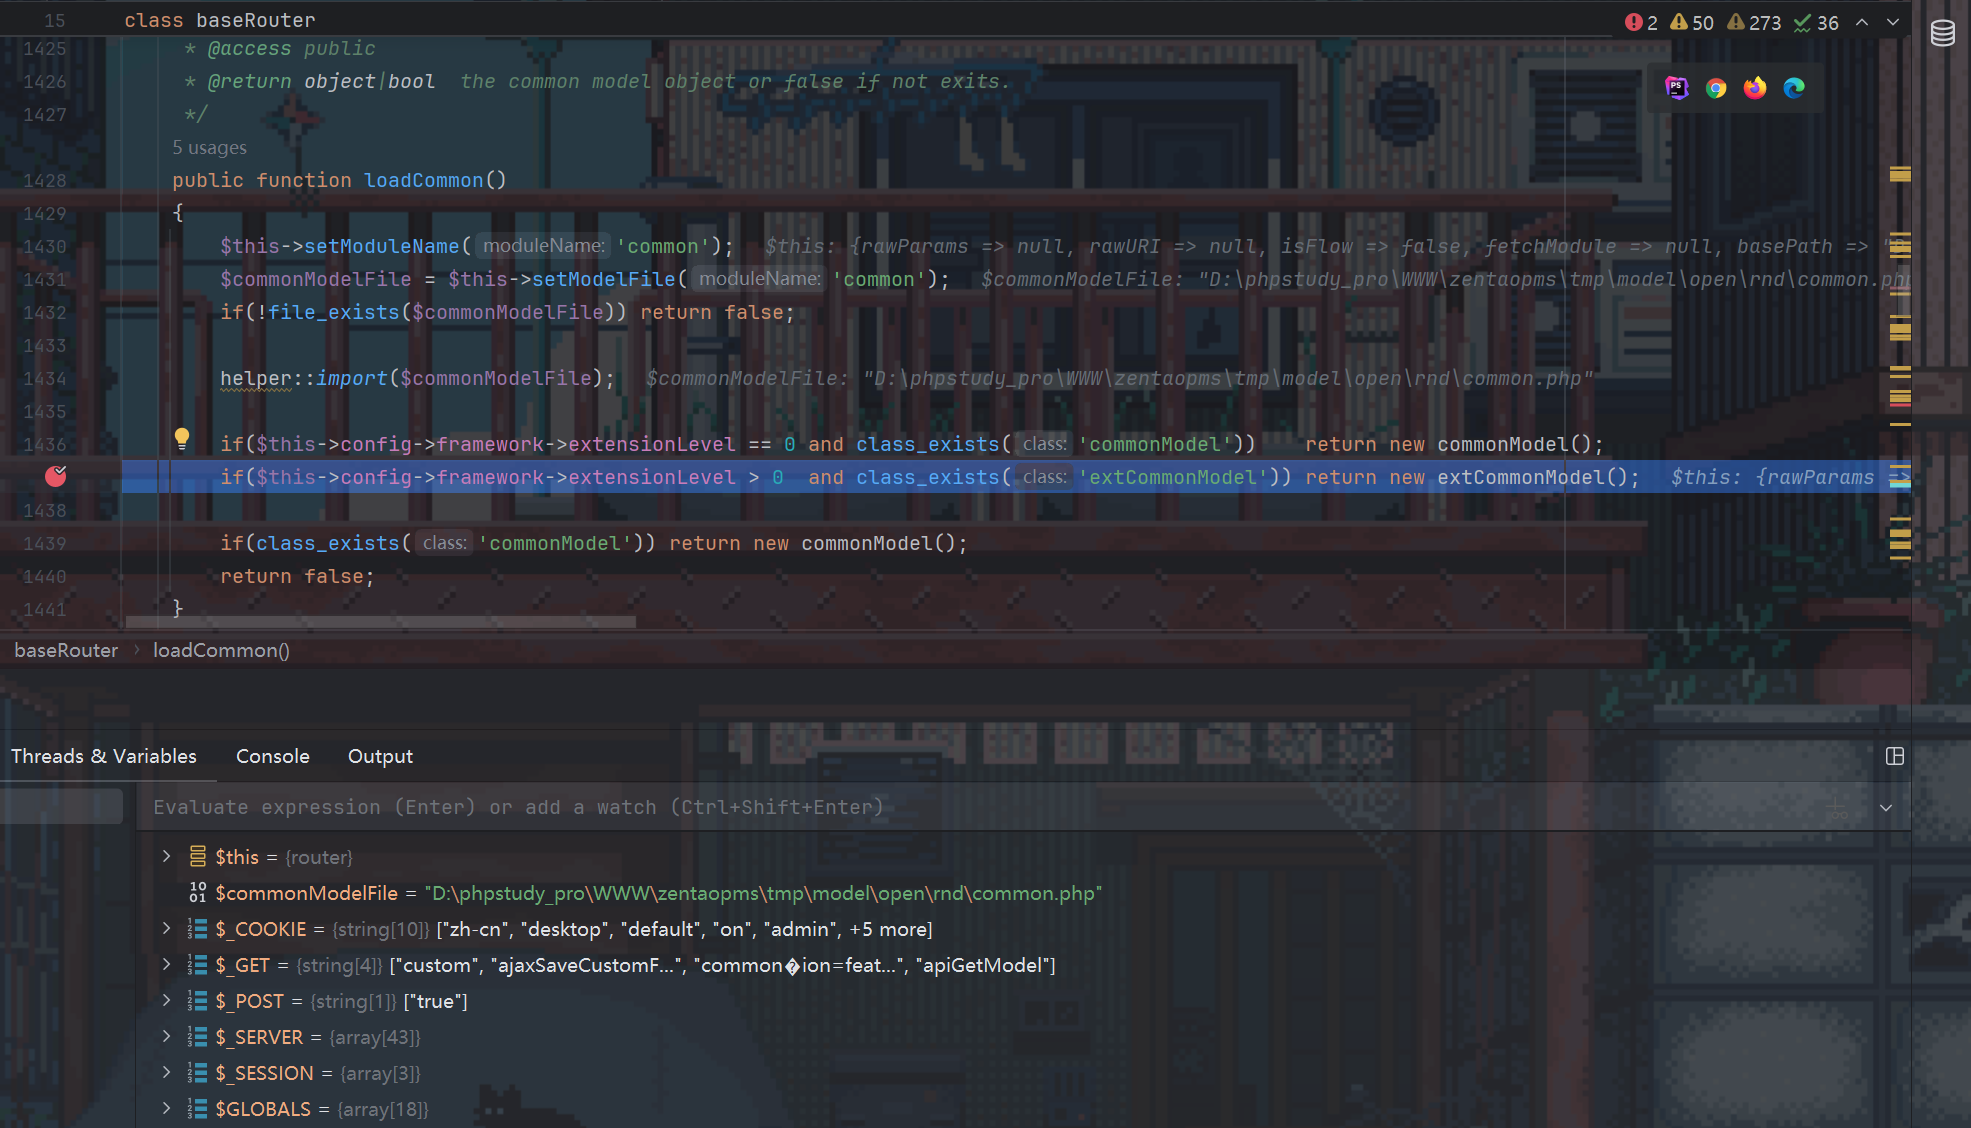 15 class baseRouter
2 50 273 36
1425 * @access public
1426 * @return object|bool the common model object or false if not exits.
1427 */
5 usages
1428 public function loadCommon()
1429 {
1430 $this->setModuleName( moduleName: 'common'); $this: {rawParams => null, rawURI => null, isFlow => false, fetchModule => null, basePath => "D
1431 $commonModelFile = $this->setModelFile( moduleName: 'common'); $commonModelFile: "D:\phpstudy_pro\WWW\zentaopms\tmp\model\open\rnd\common.php
1432 if(!file_exists($commonModelFile)) return false;
1433
1434 helper::import($commonModelFile); $commonModelFile: "D:\phpstudy_pro\WWW\zentaopms\tmp\model\open\rnd\common.php"
1435
1436 if($this->config->framework->extensionLevel == 0 and class_exists( class: 'commonModel')) return new commonModel();
if($this->config->framework->extensionLevel > 0 and class_exists( class: 'extCommonModel')) return new extCommonModel(); $this: {rawParams =>
1438
1439 if(class_exists( class: 'commonModel')) return new commonModel();
1440 return false;
1441 }
baseRouter › loadCommon()
Threads & Variables Console Output
Evaluate expression (Enter) or add a watch (Ctrl+Shift+Enter)
$this = {router}
$commonModelFile = "D:\phpstudy_pro\WWW\zentaopms\tmp\model\open\rnd\common.php"
$_COOKIE = {string[10]} ["zh-cn", "desktop", "default", "on", "admin", +5 more]
$_GET = {string[4]} ["custom", "ajaxSaveCustomF...", "common�ion=feat...", "apiGetModel"]
$_POST = {string[1]} ["true"]
$_SERVER = {array[43]}
$_SESSION = {array[3]}
$GLOBALS = {array[18]}